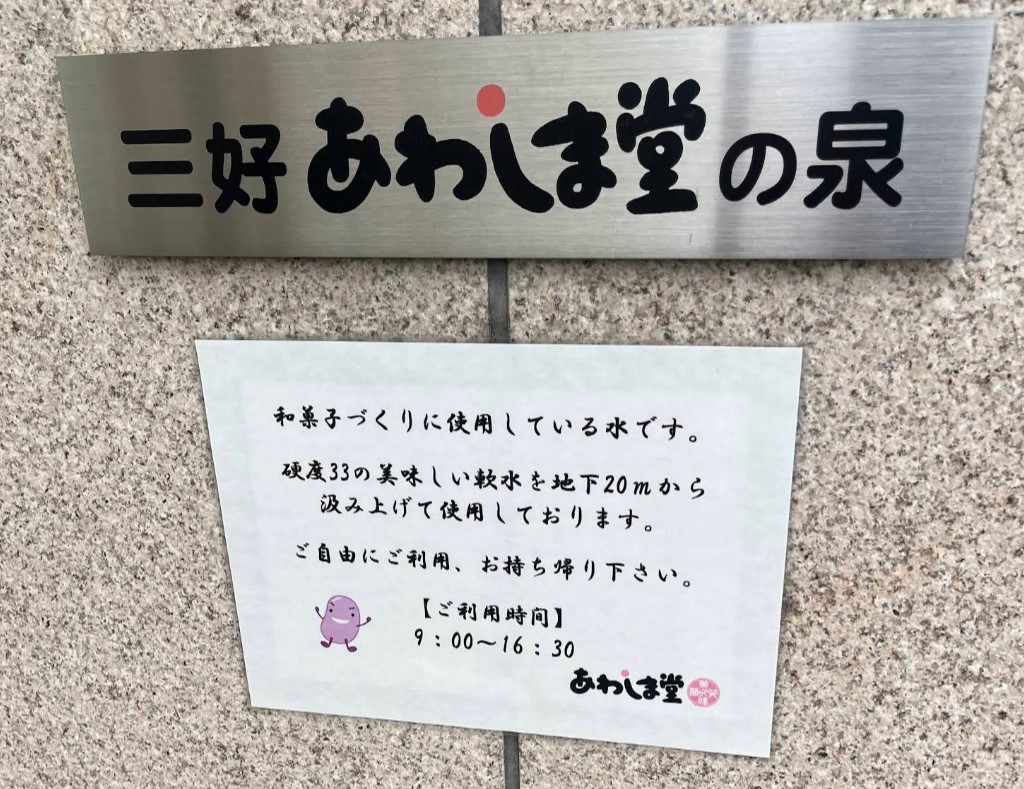 三好 あわしま堂 の泉
和菓子づくりに使用している水です。
硬度33の美味しい軟水を地下20mから
汲み上げて使用しております。
ご自由にご利用、お持ち帰り下さい。
【ご利用時間】
9：00～16：30
あわしま堂